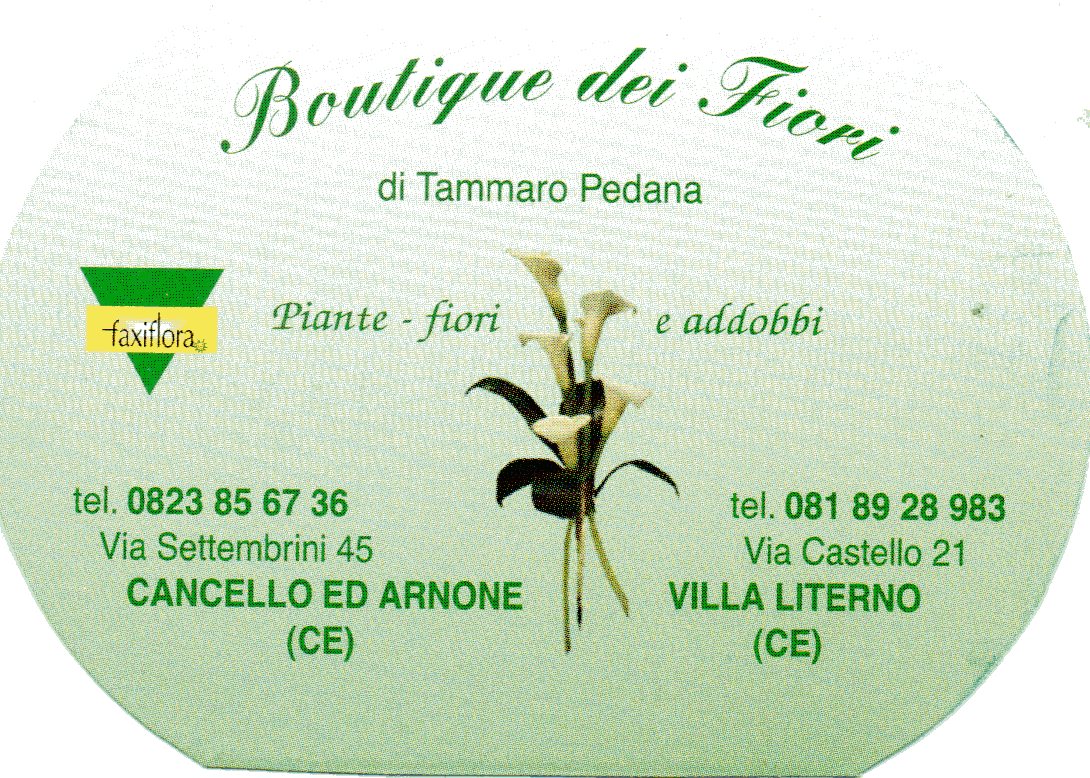 Boutique dei Fiori
di Tammaro Pedana
faxiflora
Piante - fiori e addobbi
tel. 0823 85 67 36
Via Settembrini 45
CANCELLO ED ARNONE
(CE)
tel. 081 89 28 983
Via Castello 21
VILLA LITERNO
(CE)